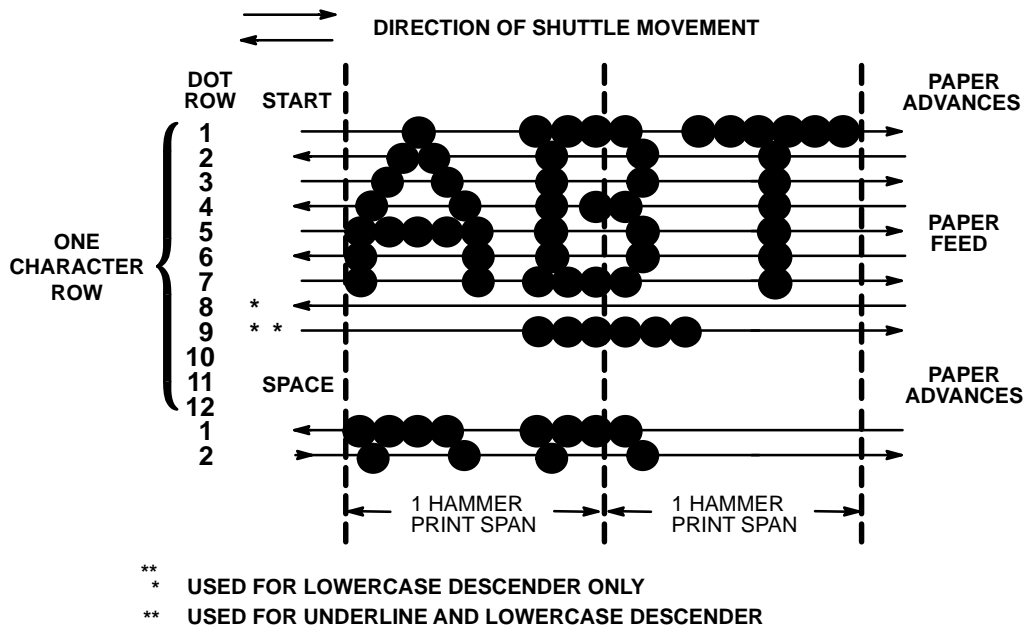 DIRECTION OF SHUTTLE MOVEMENT
DOT
ROW
START
PAPER
ADVANCES
1
2
3
4
5
6
7
8 *
9 * *
10
11
12
1
2
ONE
CHARACTER
ROW
A B T
PAPER
FEED
SPACE
PAPER
ADVANCES
1 HAMMER
PRINT SPAN
1 HAMMER
PRINT SPAN
**
* USED FOR LOWERCASE DESCENDER ONLY
** USED FOR UNDERLINE AND LOWERCASE DESCENDER